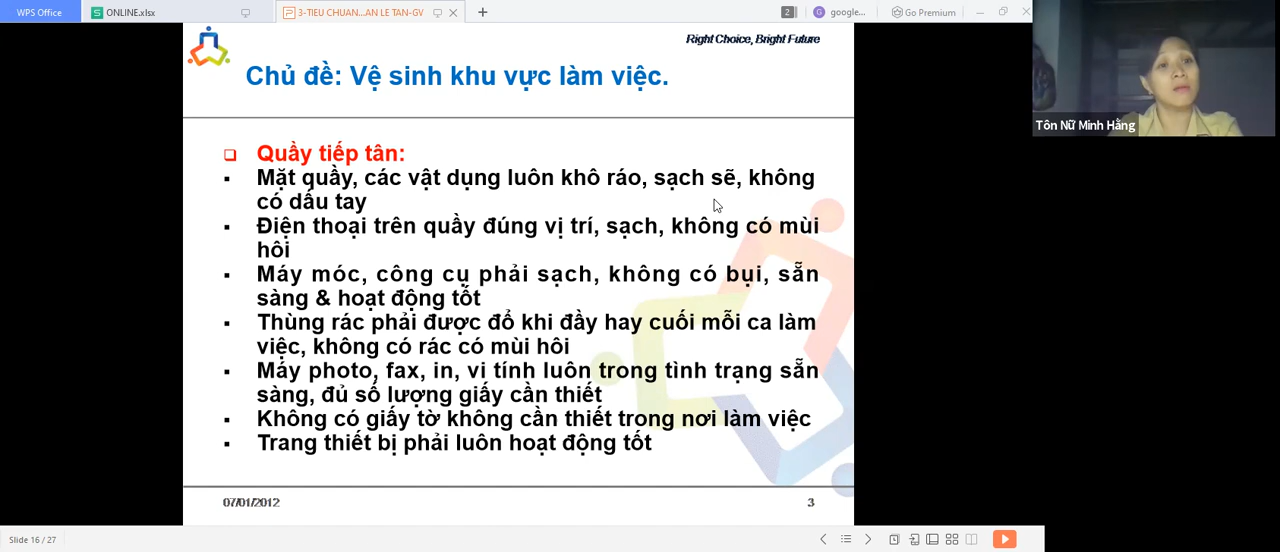 WPS Office
ONLINE.xlsx
3-TIEU CHUAN...AN LE TAN-GV
2
G
google...
Go Premium
Right Choice, Bright Future
Chủ đề: Vệ sinh khu vực làm việc.
Tôn Nữ Minh Hằng
Quầy tiếp tân:
Mặt quầy, các vật dụng luôn khô ráo, sạch sẽ, không
có dấu tay
Điện thoại trên quầy đúng vị trí, sạch, không có mùi
hôi
Máy móc, công cụ phải sạch, không có bụi, sẵn
sàng & hoạt động tốt
Thùng rác phải được đổ khi đầy hay cuối mỗi ca làm
việc, không có rác có mùi hôi
Máy photo, fax, in, vi tính luôn trong tình trạng sẵn
sàng, đủ số lượng giấy cần thiết
Không có giấy tờ không cần thiết trong nơi làm việc
Trang thiết bị phải luôn hoạt động tốt
07/01/2012
3
Slide 16 / 27